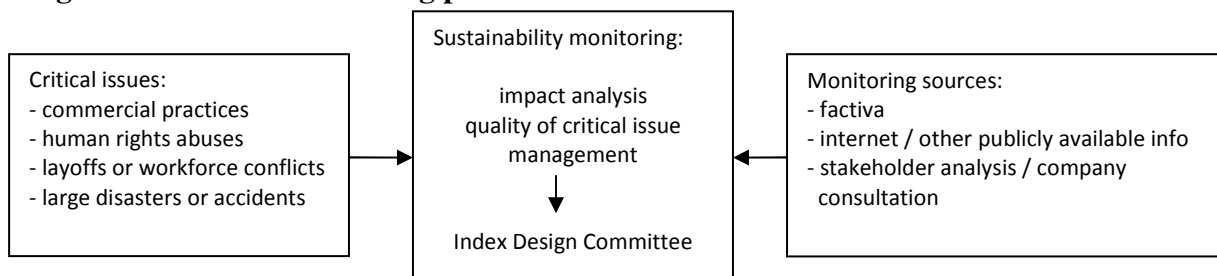 Critical issues:
- commercial practices
- human rights abuses
- layoffs or workforce conflicts
- large disasters or accidents
Sustainability monitoring:
impact analysis
quality of critical issue
management
Index Design Committee
Monitoring sources:
- factiva
- internet / other publicly available info
- stakeholder analysis / company
consultation